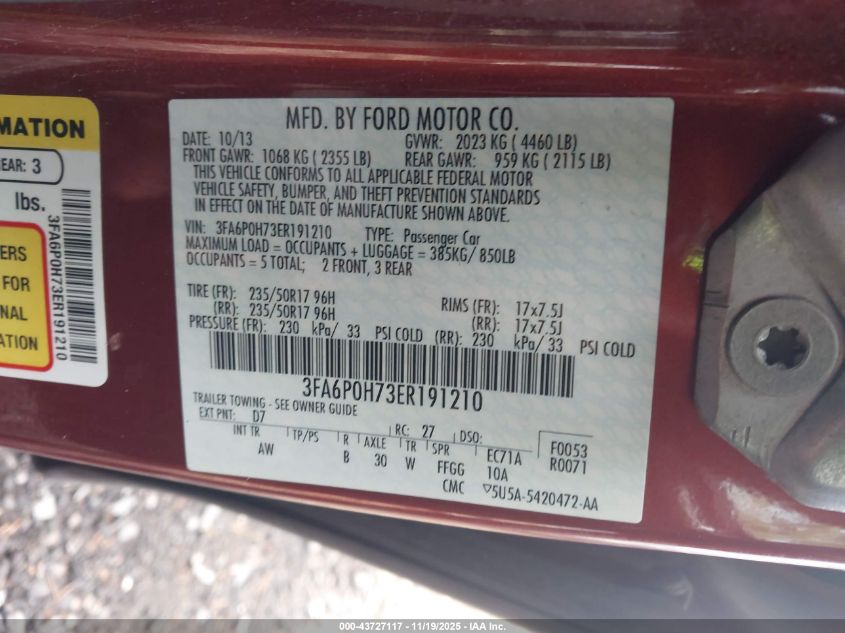 MATION
EAR: 3
lbs.
ERS
FOR
NAL
ATION
3FA6P0H73ER191210
MFD. BY FORD MOTOR CO.
DATE: 10/13 GVWR: 2023 KG ( 4460 LB)
FRONT GAWR: 1068 KG ( 2355 LB) REAR GAWR: 959 KG ( 2115 LB)
THIS VEHICLE CONFORMS TO ALL APPLICABLE FEDERAL MOTOR
VEHICLE SAFETY, BUMPER, AND THEFT PREVENTION STANDARDS
IN EFFECT ON THE DATE OF MANUFACTURE SHOWN ABOVE.
VIN: 3FA6P0H73ER191210 TYPE: Passenger Car
MAXIMUM LOAD = OCCUPANTS + LUGGAGE = 385KG/ 850LB
OCCUPANTS = 5 TOTAL; 2 FRONT, 3 REAR
TIRE (FR): 235/50R17 96H RIMS (FR): 17x7.5J
(RR): 235/50R17 96H (RR): 17x7.5J
PRESSURE (FR): 230 kPa/ 33 PSI COLD (RR): 230 kPa/ 33 PSI COLD
3FA6P0H73ER191210
TRAILER TOWING - SEE OWNER GUIDE
EXT PNT: D7 RC: 27 DSO: F0053
INT TR TP/PS R AXLE TR SPR EC71A R0071
AW B 30 W FFGG 10A
CMC ▽5U5A-5420472-AA
000-43727117 - 11/19/2025 - IAA Inc.